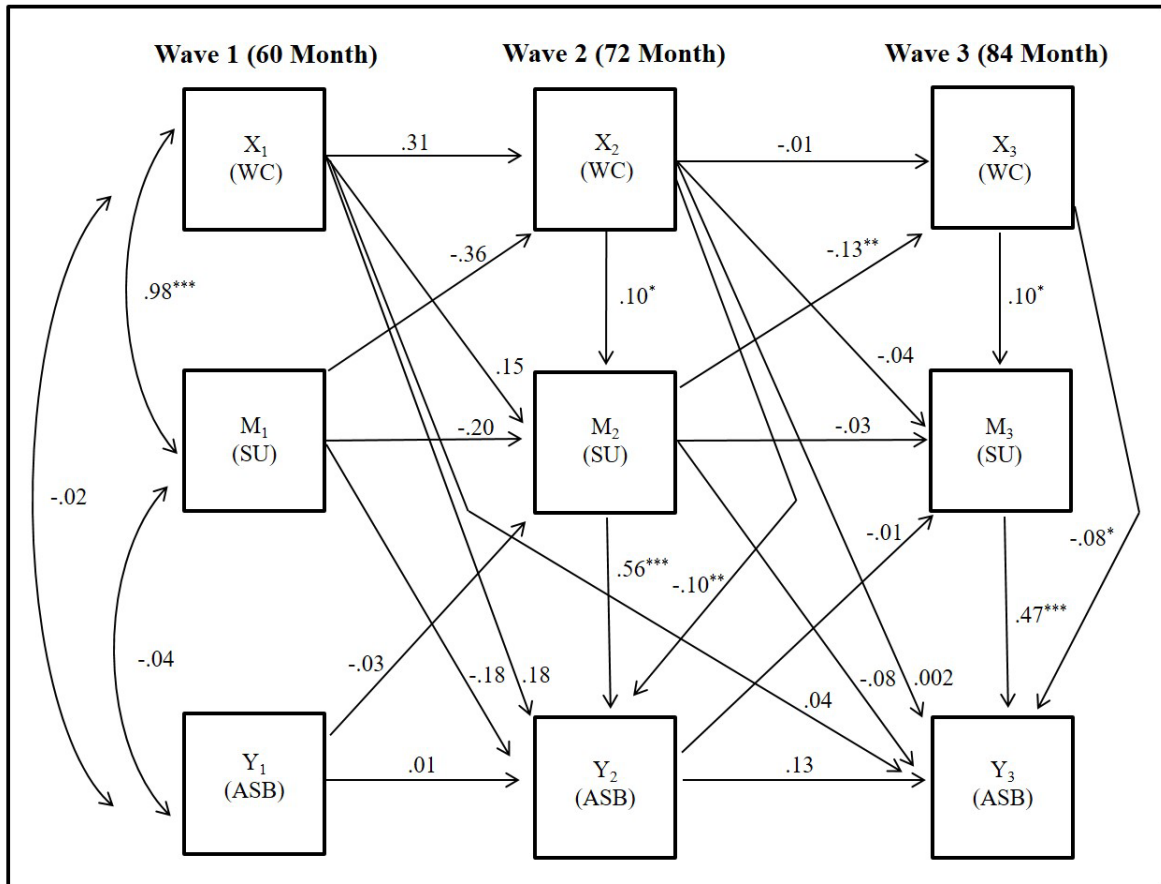 Wave 1 (60 Month) Wave 2 (72 Month) Wave 3 (84 Month)
X₁
(WC)
.31
X₂
(WC)
-.01
X₃
(WC)
.98***
-.36
.10*
-.13**
.10*
.15
-.04
M₁
(SU)
-.20
M₂
(SU)
-.03
M₃
(SU)
-.02
-.01
-.08*
.56***
-.10**
.47***
-.04
-.03
-.18
.18
.04
-.08
.002
Y₁
(ASB)
.01
Y₂
(ASB)
.13
Y₃
(ASB)